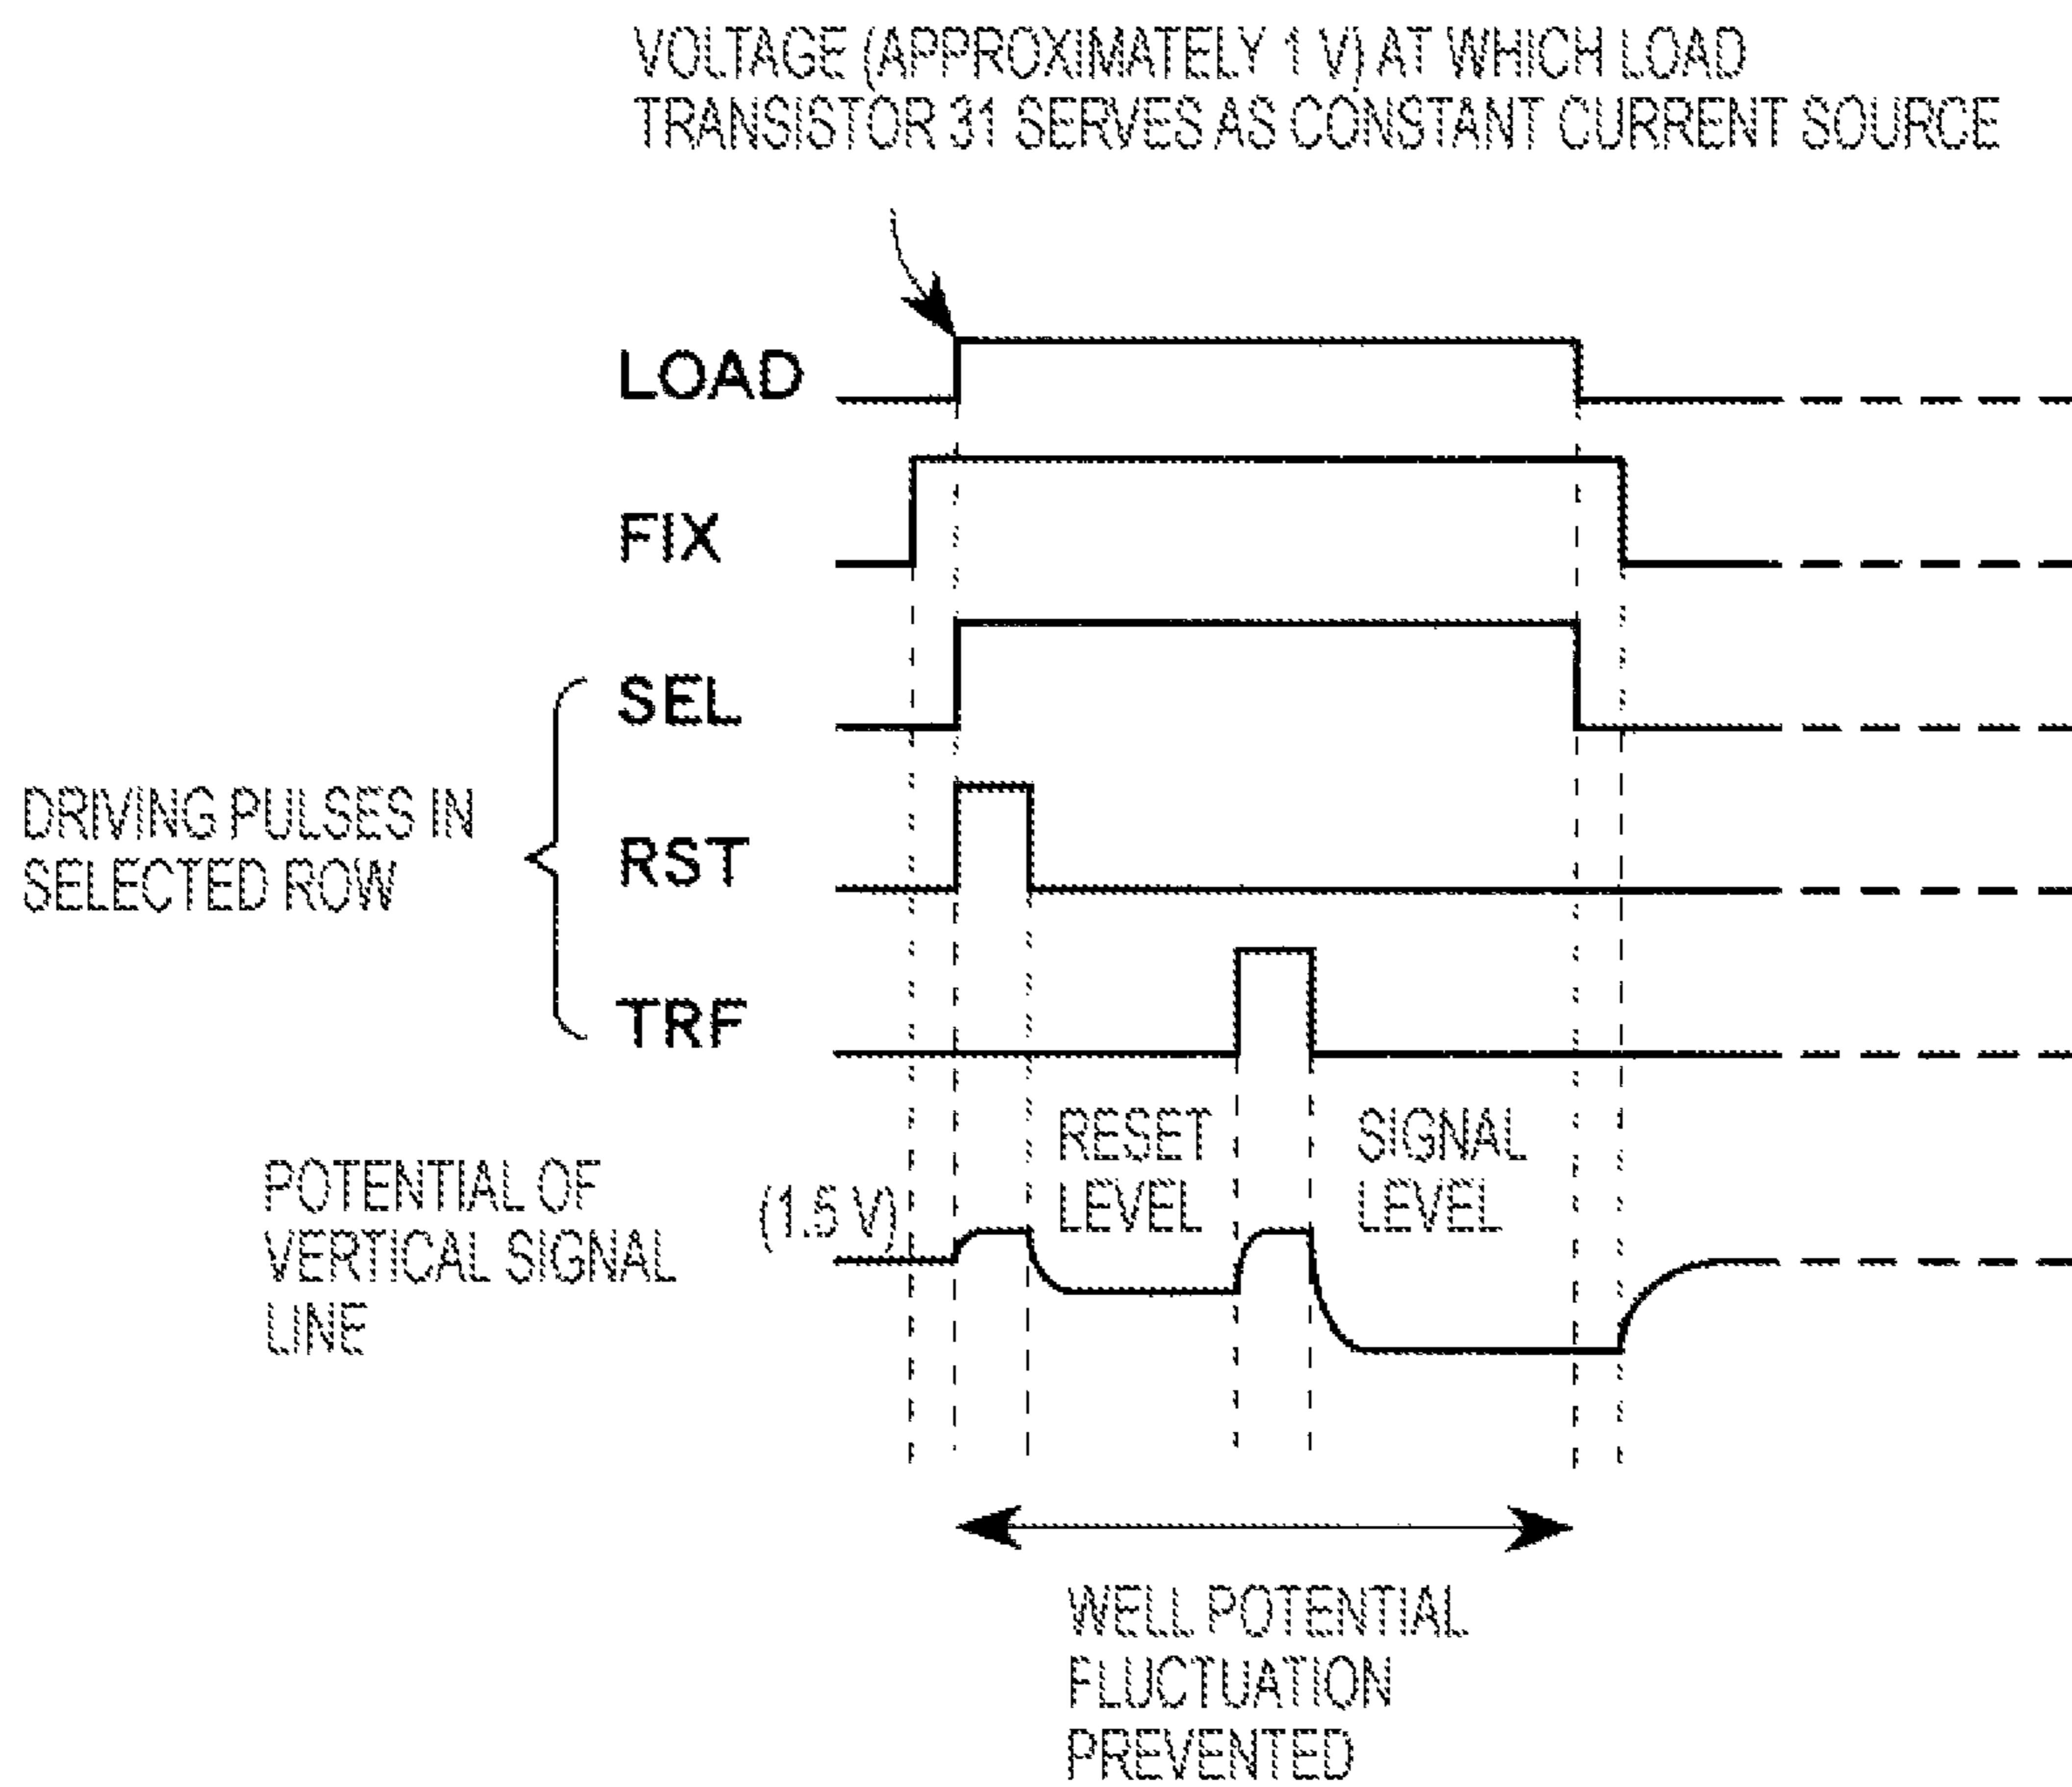 VOLTAGE (APPROXIMATELY 1 V) AT WHICH LOAD
TRANSISTOR 31 SERVES AS CONSTANT CURRENT SOURCE
LOAD
FIX
SEL
DRIVING PULSES IN
SELECTED ROW
RST
TRF
RESET
LEVEL
SIGNAL
LEVEL
POTENTIAL OF
VERTICAL SIGNAL
LINE
(1.5 V)
WELL POTENTIAL
FLUCTUATION
PREVENTED